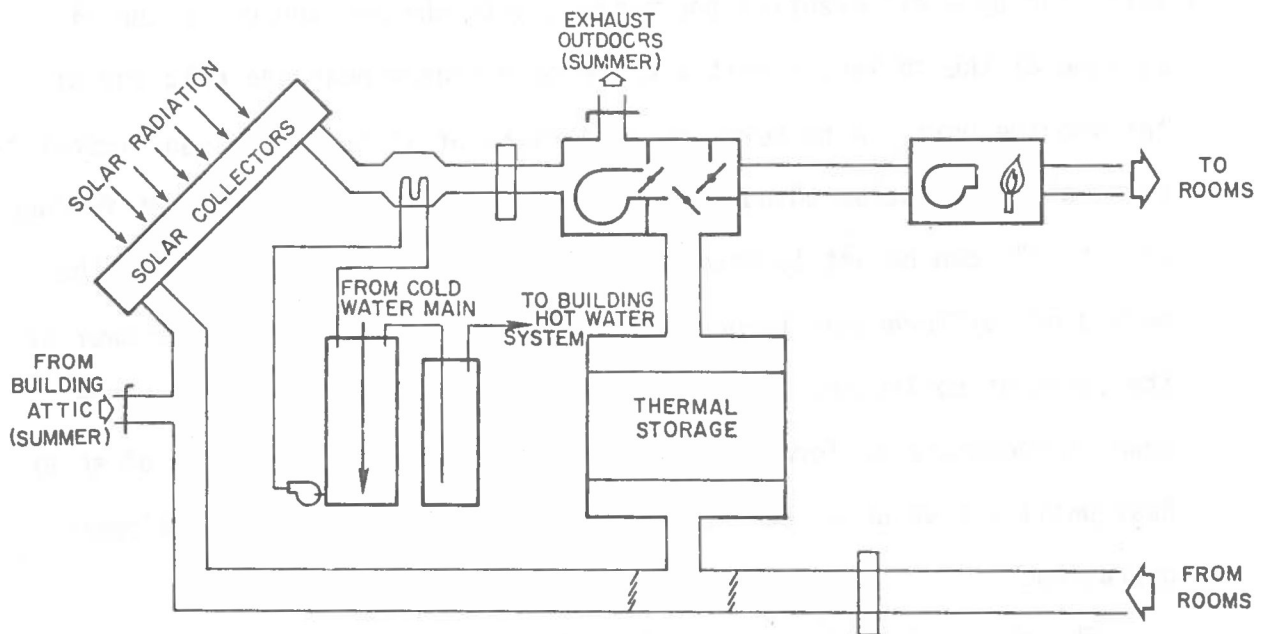 EXHAUST
OUTDOORS
(SUMMER)
SOLAR RADIATION
SOLAR COLLECTORS
TO
ROOMS
FROM COLD
WATER MAIN
TO BUILDING
HOT WATER
SYSTEM
FROM
BUILDING
ATTIC
(SUMMER)
THERMAL
STORAGE
FROM
ROOMS